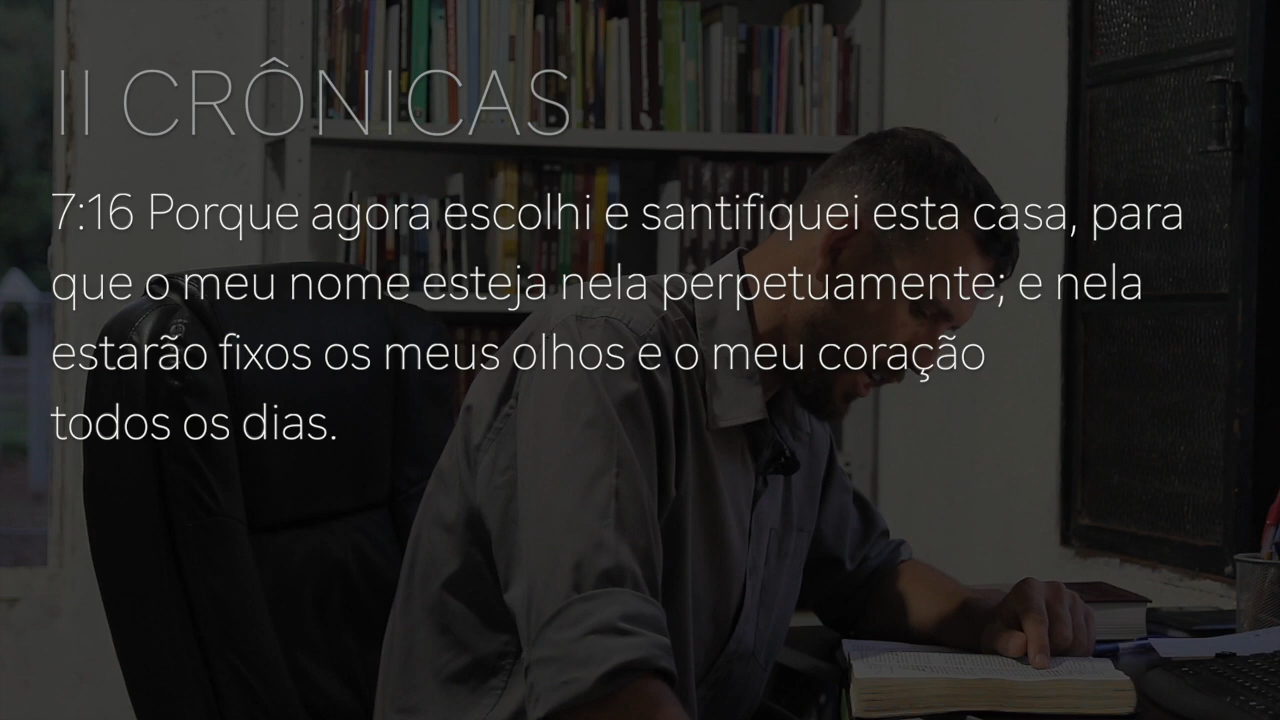 II CRÔNICAS
7:16 Porque agora escolhi e santifiquei esta casa, para
que o meu nome esteja nela perpetuamente; e nela
estarão fixos os meus olhos e o meu coração
todos os dias.